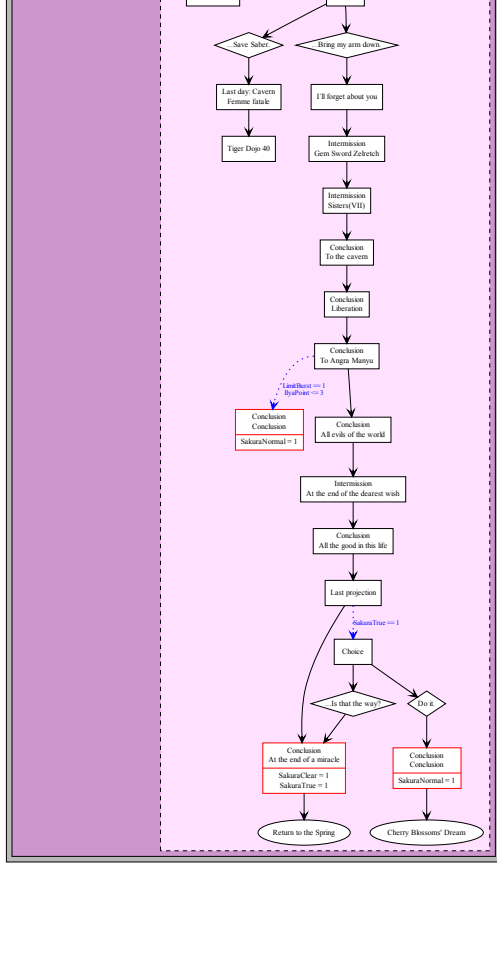 ...Save Saber.
...Bring my arm down.
Last day: Cavern
Femme fatale
I'll forget about you
Tiger Dojo 40
Intermission
Gem Sword Zelretch
Intermission
Sisters(VII)
Conclusion
To the cavern
Conclusion
Liberation
Conclusion
To Angra Manyu
LimitBurst == 1
IlyaPoint <= 3
Conclusion
Conclusion
SakuraNormal = 1
Conclusion
All evils of the world
Intermission
At the end of the dearest wish
Conclusion
All the good in this life
Last projection
SakuraTrue == 1
Choice
...Is that the way?
Do it.
Conclusion
At the end of a miracle
SakuraClear = 1
SakuraTrue = 1
Conclusion
Conclusion
SakuraNormal = 1
Return to the Spring
Cherry Blossoms' Dream